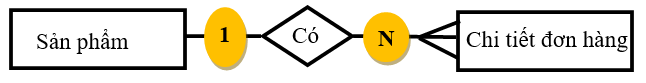 Sản phẩm 1 Có N Chi tiết đơn hàng